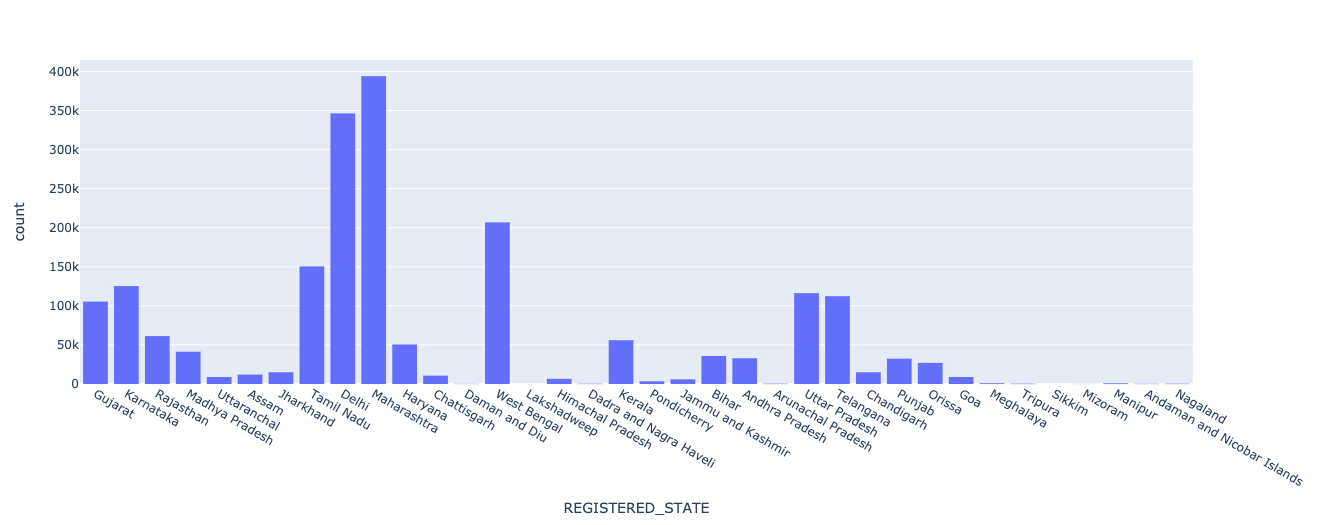 400k
350k
300k
250k
200k
150k
100k
50k
0
count
Gujarat
Karnataka
Rajasthan
Madhya Pradesh
Uttaranchal
Assam
Jharkhand
Tamil Nadu
Delhi
Maharashtra
Haryana
Chattisgarh
Daman and Diu
West Bengal
Lakshadweep
Himachal Pradesh
Dadra and Nagra Haveli
Kerala
Pondicherry
Jammu and Kashmir
Bihar
Andhra Pradesh
Arunachal Pradesh
Uttar Pradesh
Telangana
Chandigarh
Punjab
Orissa
Goa
Meghalaya
Tripura
Sikkim
Mizoram
Manipur
Andaman and Nicobar Islands
Nagaland
REGISTERED_STATE